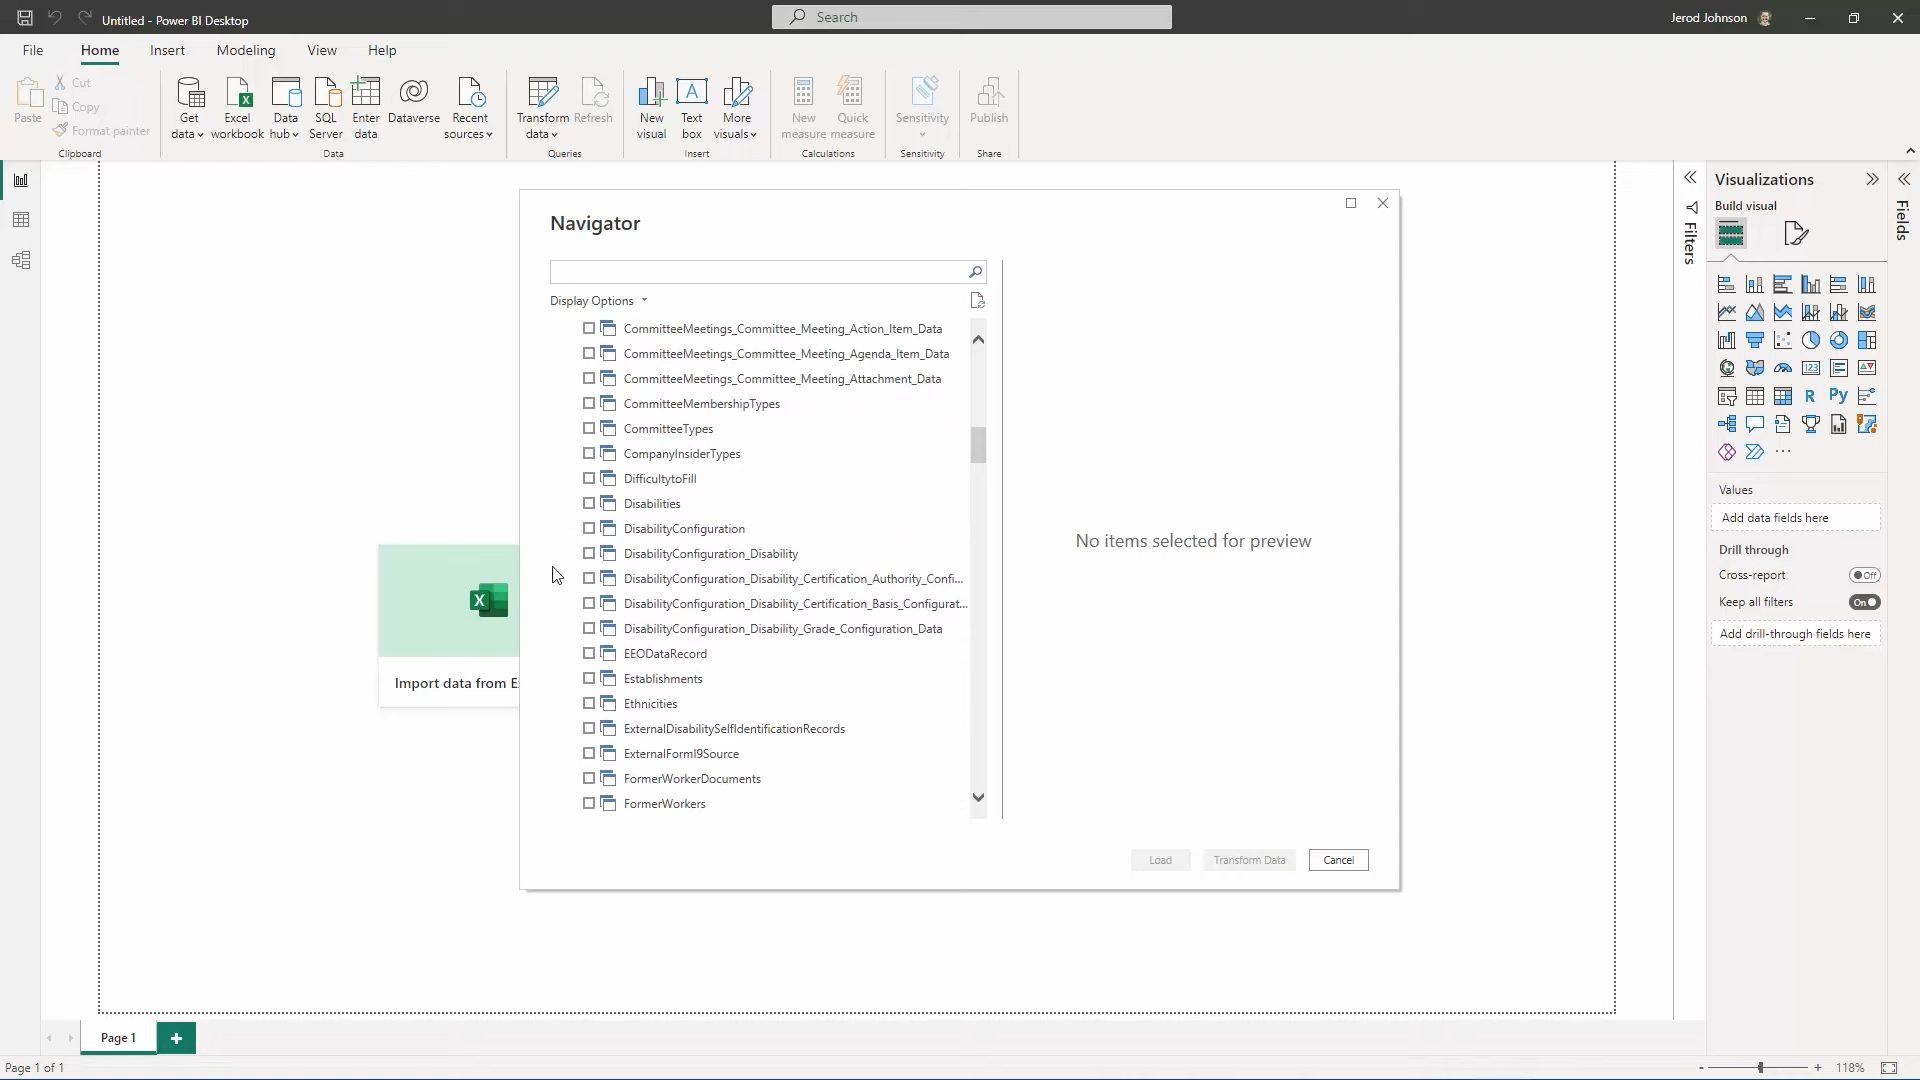 Untitled - Power BI Desktop
Search
Jerod Johnson
File Home Insert Modeling View Help
Paste
Cut
Copy
Format painter
Clipboard
Get data
Excel workbook
Data hub
SQL Server
Enter data
Dataverse
Recent sources
Data
Transform data
Refresh
Queries
New visual
Text box
More visuals
Insert
New measure
Quick measure
Calculations
Sensitivity
Sensitivity
Publish
Share
Navigator
Display Options
CommitteeMeetings_Committee_Meeting_Action_Item_Data
CommitteeMeetings_Committee_Meeting_Agenda_Item_Data
CommitteeMeetings_Committee_Meeting_Attachment_Data
CommitteeMembershipTypes
CommitteeTypes
CompanyInsiderTypes
DifficultytoFill
Disabilities
DisabilityConfiguration
DisabilityConfiguration_Disability
DisabilityConfiguration_Disability_Certification_Authority_Confi...
DisabilityConfiguration_Disability_Certification_Basis_Configurat...
DisabilityConfiguration_Disability_Grade_Configuration_Data
EEODataRecord
Establishments
Ethnicities
ExternalDisabilitySelfIdentificationRecords
ExternalFormI9Source
FormerWorkerDocuments
FormerWorkers
No items selected for preview
Load
Transform Data
Cancel
Import data from E
Filters
Visualizations
Build visual
123
R
Py
...
Values
Add data fields here
Drill through
Cross-report
Off
Keep all filters
On
Add drill-through fields here
Fields
Page 1
+
Page 1 of 1
- + 118%